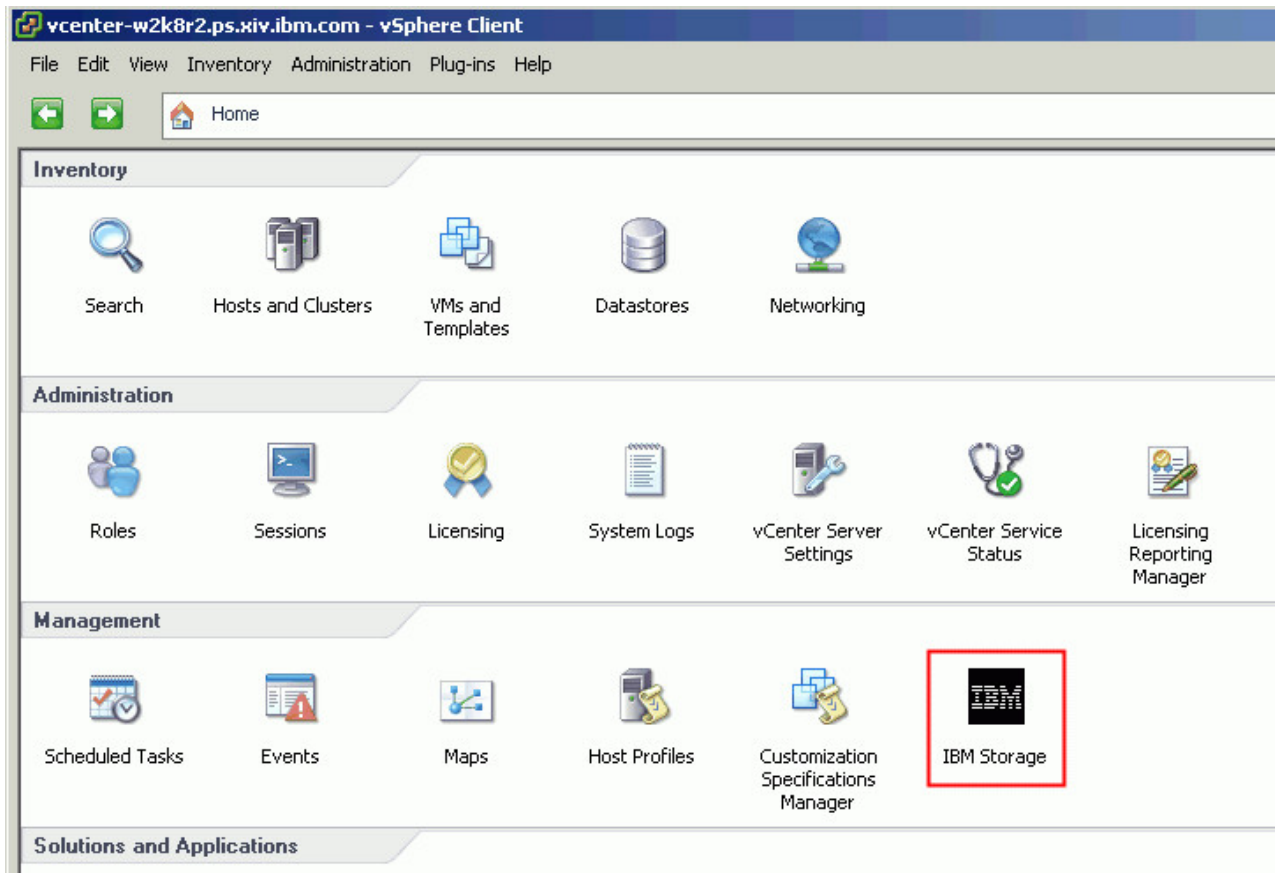 vcenter-w2k8r2.ps.xiv.ibm.com - vSphere Client
File Edit View Inventory Administration Plug-ins Help
Home
Inventory
Search
Hosts and Clusters
VMs and
Templates
Datastores
Networking
Administration
Roles
Sessions
Licensing
System Logs
vCenter Server
Settings
vCenter Service
Status
Licensing
Reporting
Manager
Management
Scheduled Tasks
Events
Maps
Host Profiles
Customization
Specifications
Manager
IBM
IBM Storage
Solutions and Applications